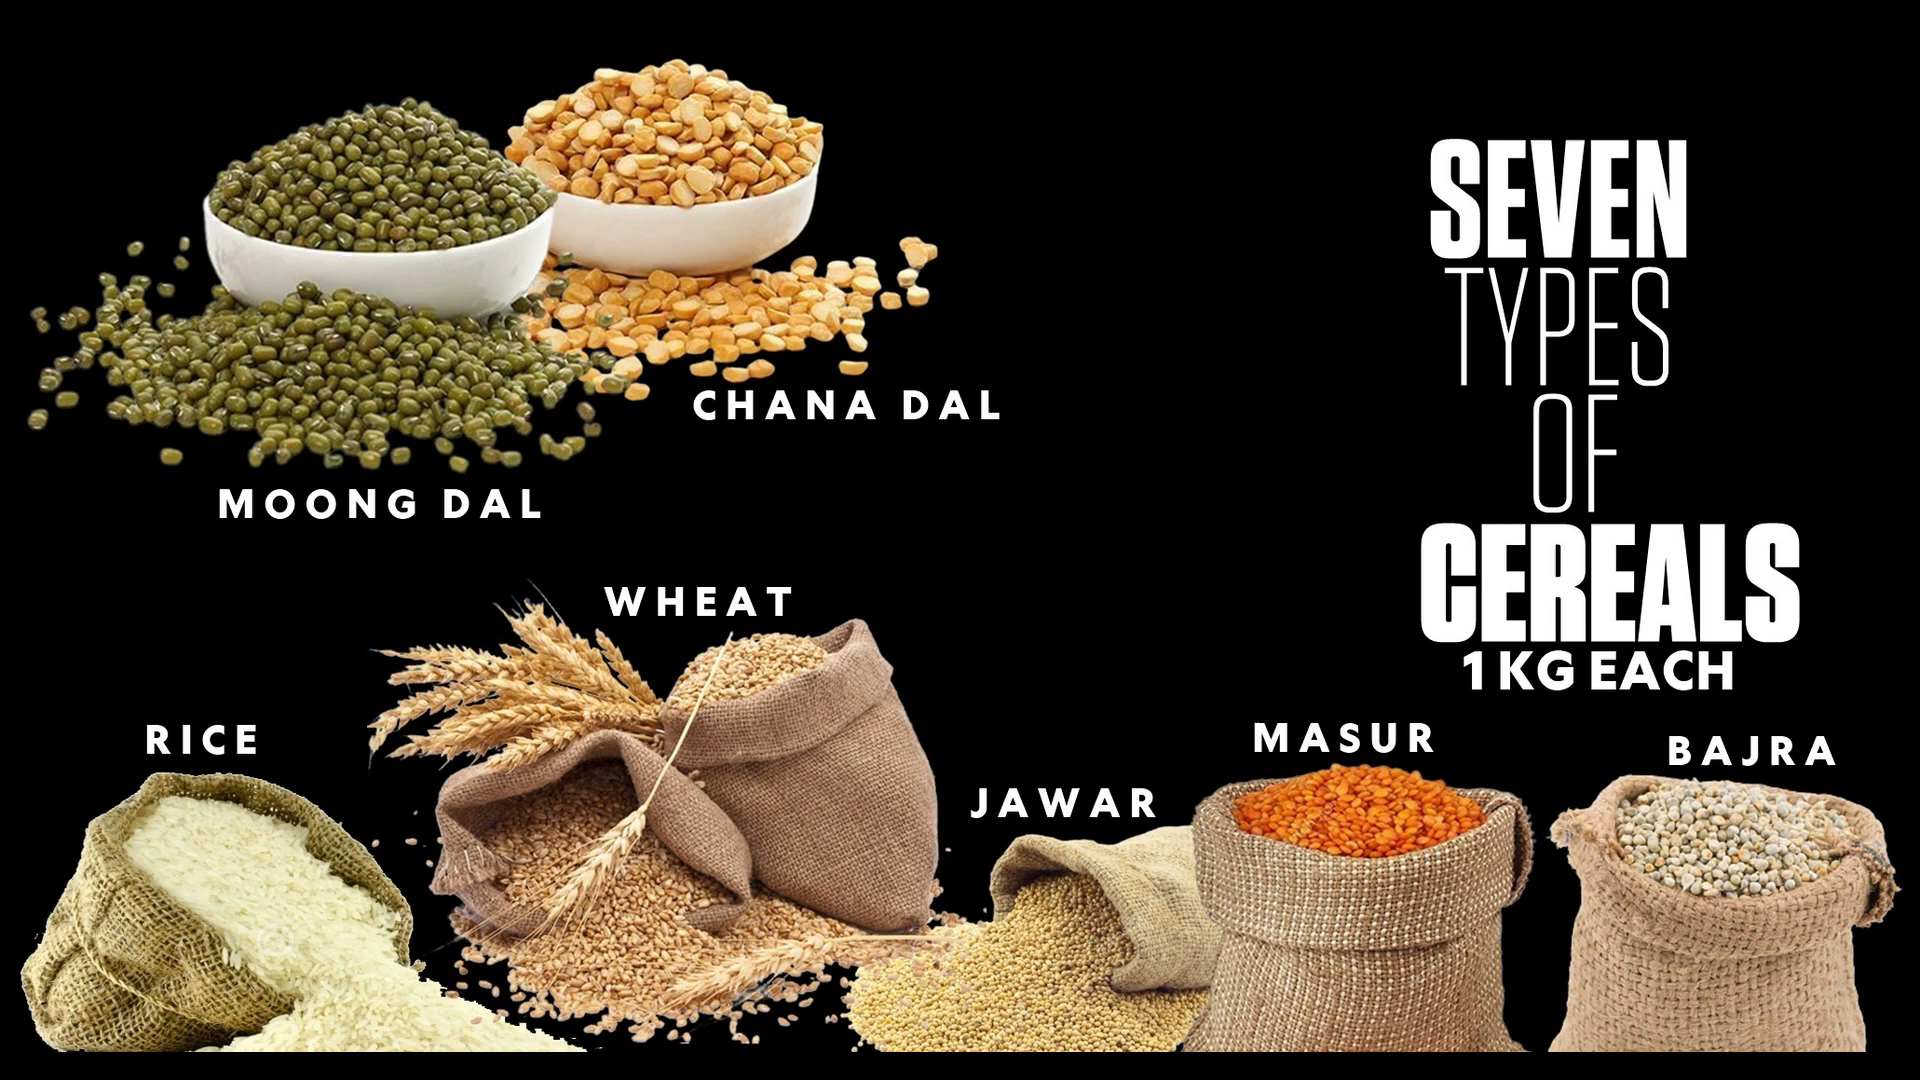 SEVEN
TYPES
OF
CEREALS
1 KG EACH
CHANA DAL
MOONG DAL
WHEAT
RICE
JAWAR
MASUR
BAJRA